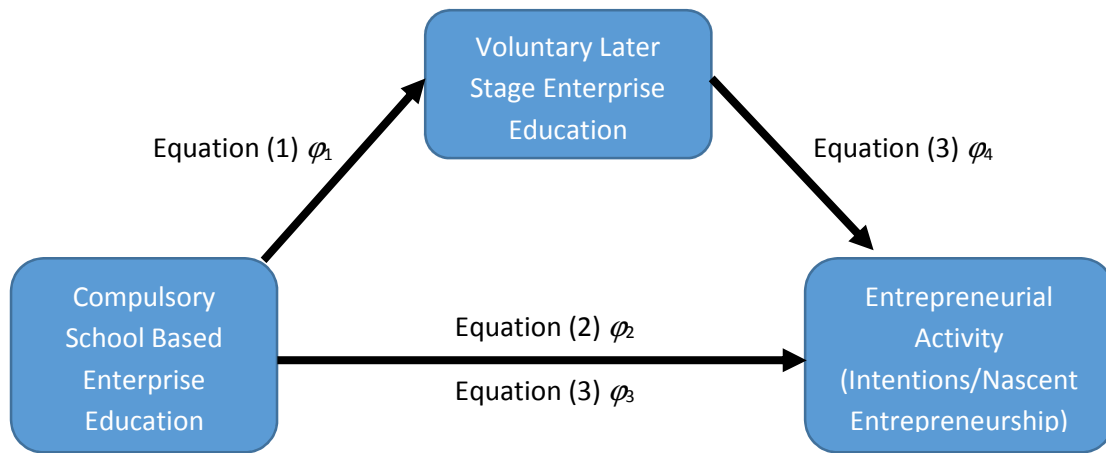 Voluntary Later
Stage Enterprise
Education
Equation (1) φ₁
Equation (3) φ₄
Compulsory
School Based
Enterprise
Education
Equation (2) φ₂
Equation (3) φ₃
Entrepreneurial
Activity
(Intentions/Nascent
Entrepreneurship)